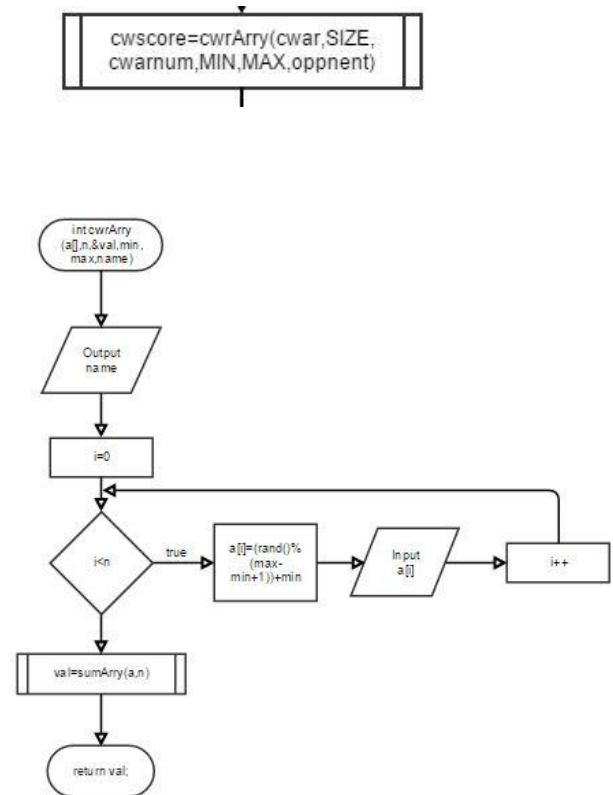 cwscore=cwrArry(cwar,SIZE,
cwarnum,MIN,MAX,oppnent)
int cwrArry
(a[],n,&val,min,
max,name)
Output
name
i=0
i<n
true
a[i]=(rand()%
(max-
min+1))+min
Input
a[i]
i++
val=sumArry(a,n)
return val;